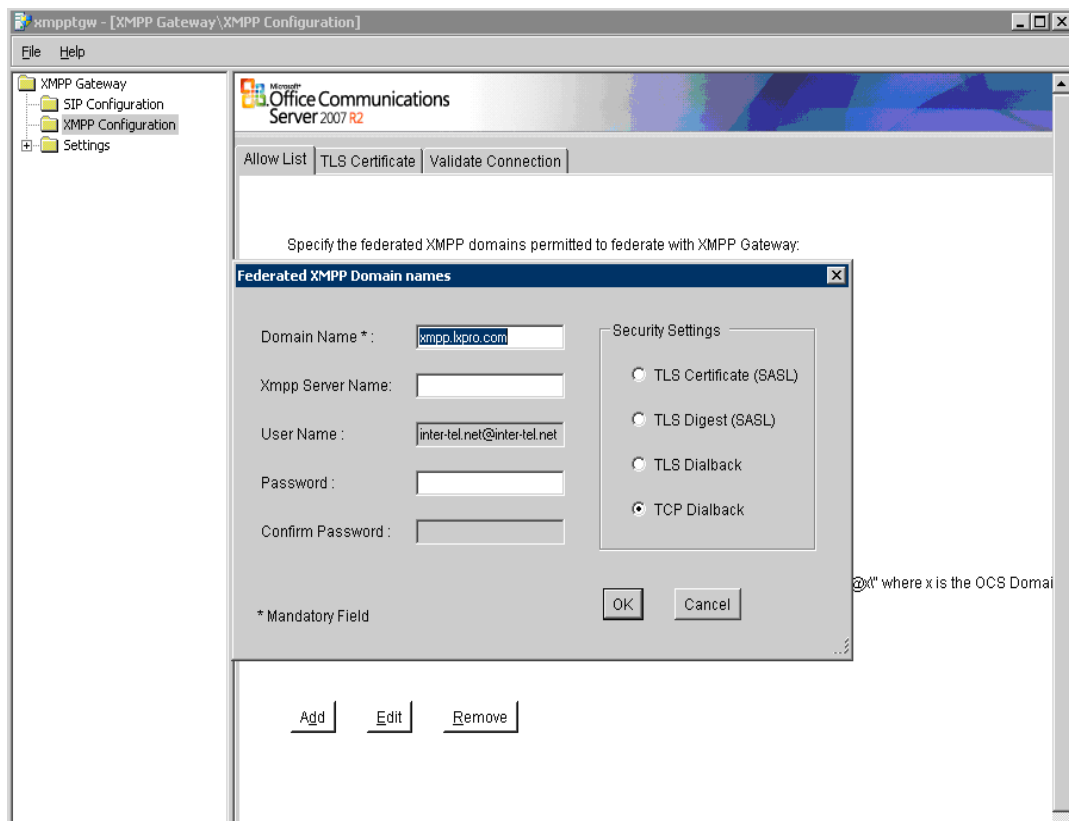 xmpptgw - [XMPP Gateway\XMPP Configuration]
File Help
XMPP Gateway
SIP Configuration
XMPP Configuration
Settings
Microsoft
Office Communications
Server 2007 R2
Allow List TLS Certificate Validate Connection
Specify the federated XMPP domains permitted to federate with XMPP Gateway:
Federated XMPP Domain names
Domain Name * : xmpp.lxpro.com
Xmpp Server Name:
User Name : inter-tel.net@inter-tel.net
Password :
Confirm Password :
* Mandatory Field
Security Settings
TLS Certificate (SASL)
TLS Digest (SASL)
TLS Dialback
TCP Dialback
OK Cancel
@x\" where x is the OCS Domai
Add Edit Remove